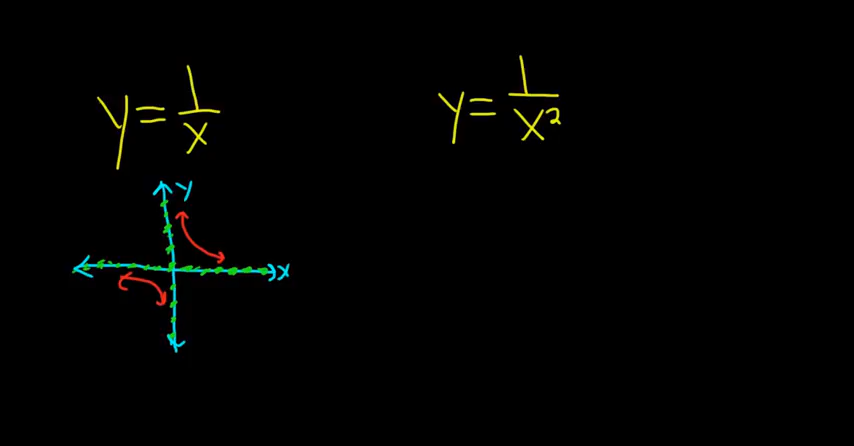 y = 1/x
y = 1/x²
y
x